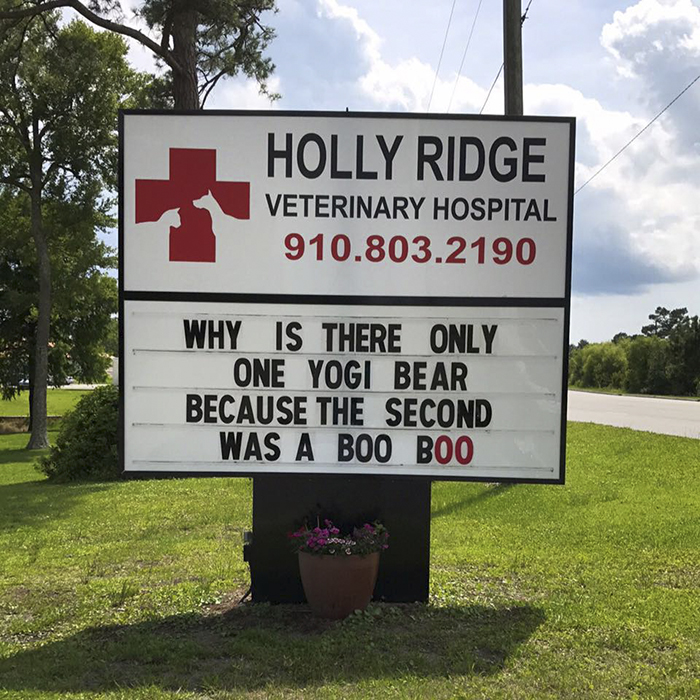 HOLLY RIDGE
VETERINARY HOSPITAL
910.803.2190
WHY IS THERE ONLY
ONE YOGI BEAR
BECAUSE THE SECOND
WAS A BOO BOO